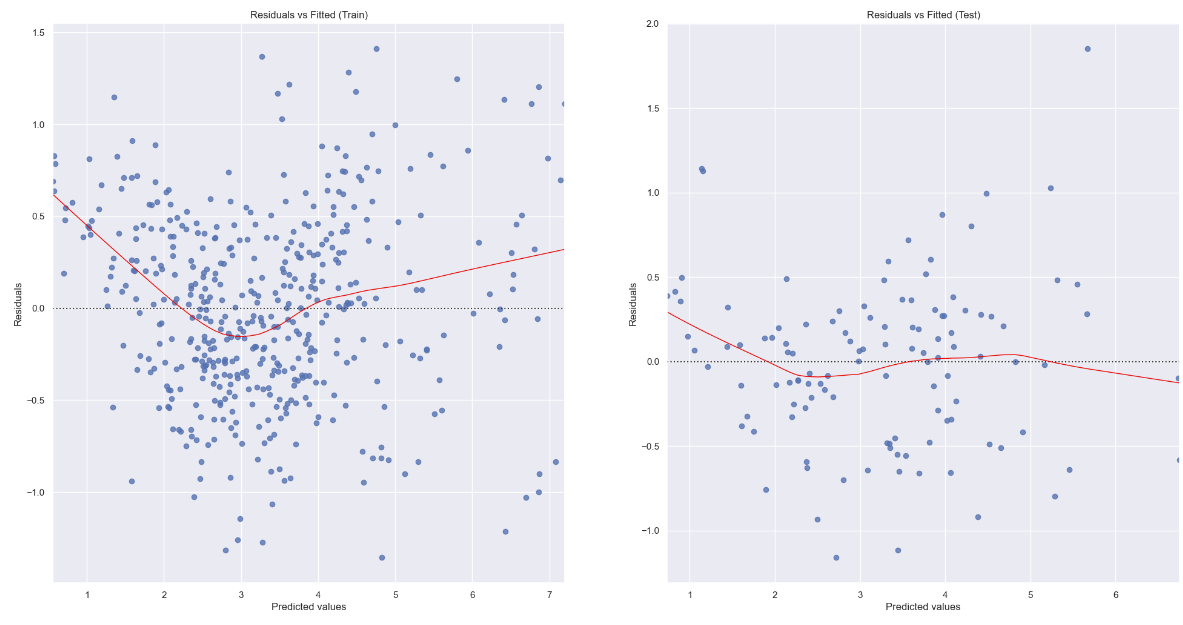 Residuals vs Fitted (Train)
1.5
1.0
0.5
0.0
−0.5
−1.0
Residuals
1 2 3 4 5 6 7
Predicted values
Residuals vs Fitted (Test)
2.0
1.5
1.0
0.5
0.0
−0.5
−1.0
Residuals
1 2 3 4 5 6
Predicted values